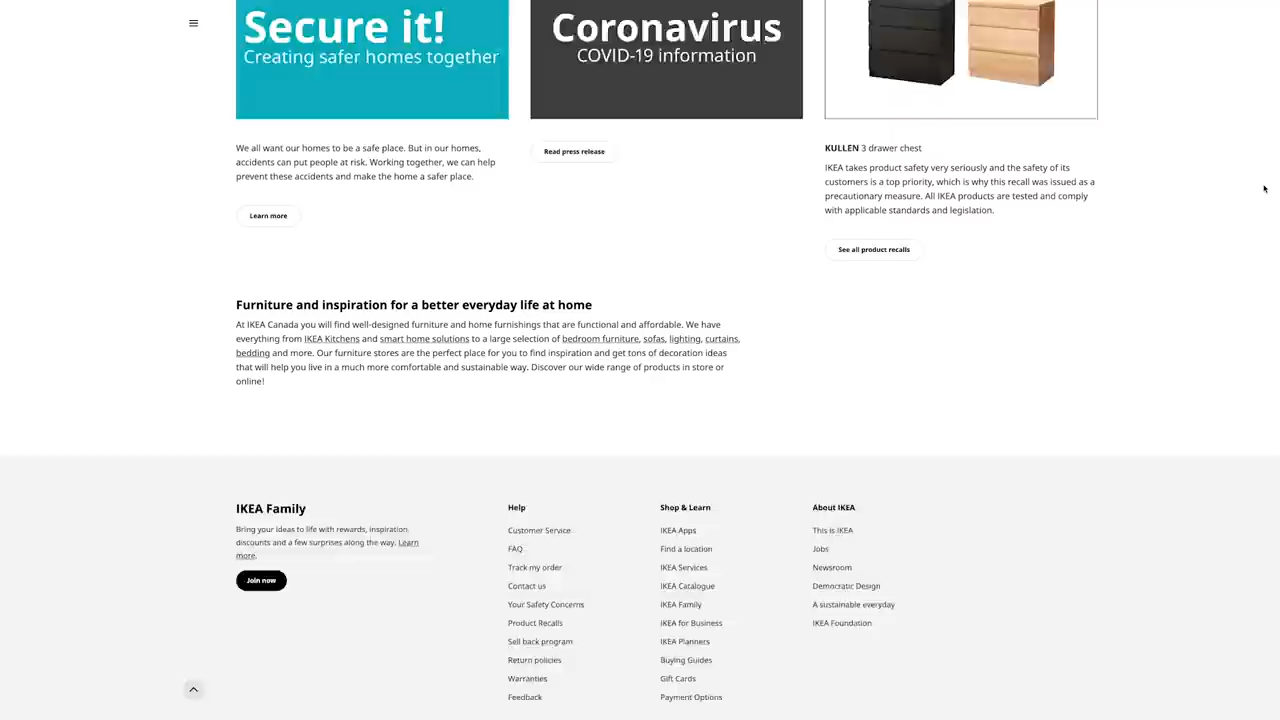 Secure it!
Creating safer homes together
Coronavirus
COVID-19 information
We all want our homes to be a safe place. But in our homes,
accidents can put people at risk. Working together, we can help
prevent these accidents and make the home a safer place.
Learn more
Read press release
KULLEN 3 drawer chest
IKEA takes product safety very seriously and the safety of its
customers is a top priority, which is why this recall was issued as a
precautionary measure. All IKEA products are tested and comply
with applicable standards and legislation.
See all product recalls
Furniture and inspiration for a better everyday life at home
At IKEA Canada you will find well-designed furniture and home furnishings that are functional and affordable. We have
everything from IKEA Kitchens and smart home solutions to a large selection of bedroom furniture, sofas, lighting, curtains,
bedding and more. Our furniture stores are the perfect place for you to find inspiration and get tons of decoration ideas
that will help you live in a much more comfortable and sustainable way. Discover our wide range of products in store or
online!
IKEA Family
Bring your ideas to life with rewards, inspiration,
discounts and a few surprises along the way. Learn
more.
Join now
Help
Customer Service
FAQ
Track my order
Contact us
Your Safety Concerns
Product Recalls
Sell back program
Return policies
Warranties
Feedback
Shop & Learn
IKEA Apps
Find a location
IKEA Services
IKEA Catalogue
IKEA Family
IKEA for Business
IKEA Planners
Buying Guides
Gift Cards
Payment Options
About IKEA
This is IKEA
Jobs
Newsroom
Democratic Design
A sustainable everyday
IKEA Foundation